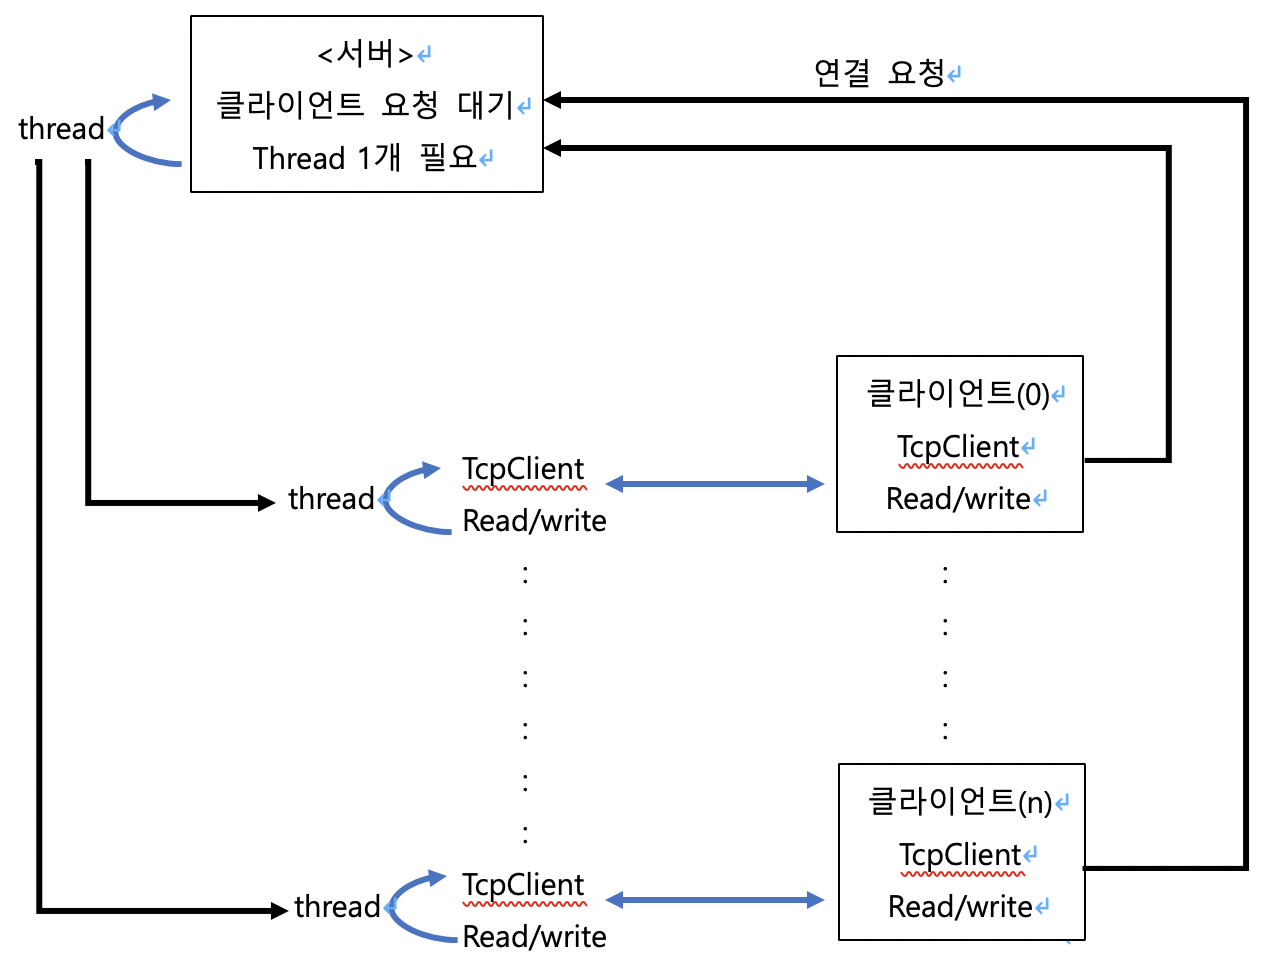 <서버>
클라이언트 요청 대기
Thread 1개 필요
thread
연결 요청
클라이언트(0)
TcpClient
Read/write
thread
TcpClient
Read/write
:
:
:
:
:
:
:
:
:
:
클라이언트(n)
TcpClient
Read/write
thread
TcpClient
Read/write